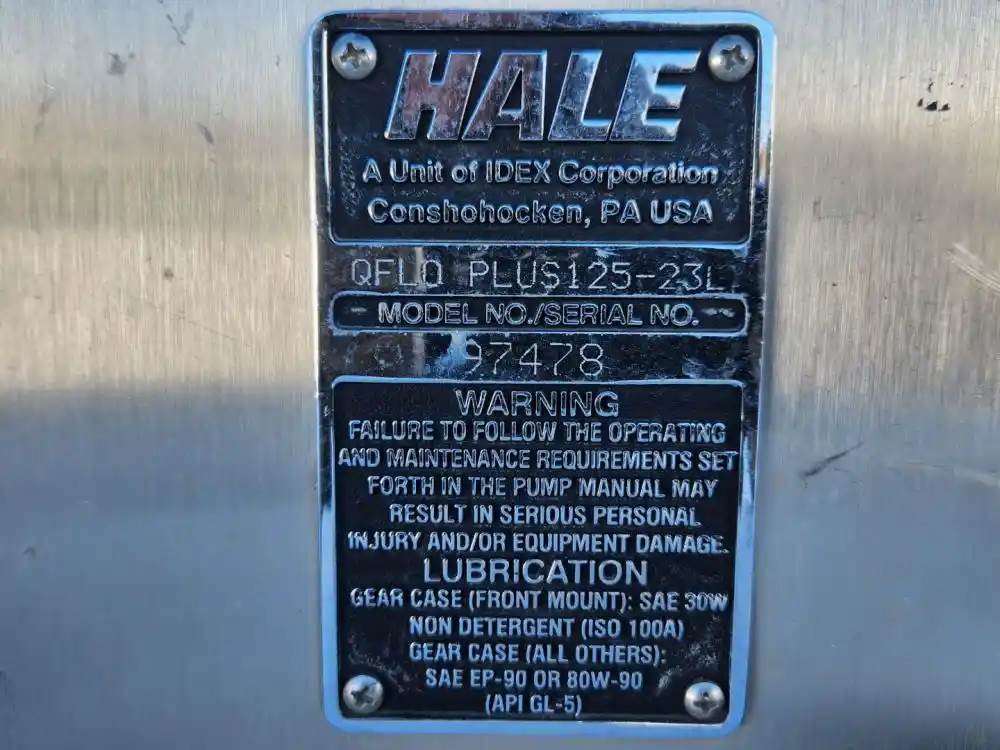 HALE
A Unit of IDEX Corporation
Conshohocken, PA USA
QFLO PLUS125-23L
MODEL NO./SERIAL NO.
97478
WARNING
FAILURE TO FOLLOW THE OPERATING
AND MAINTENANCE REQUIREMENTS SET
FORTH IN THE PUMP MANUAL MAY
RESULT IN SERIOUS PERSONAL
INJURY AND/OR EQUIPMENT DAMAGE.
LUBRICATION
GEAR CASE (FRONT MOUNT): SAE 30W
NON DETERGENT (ISO 100A)
GEAR CASE (ALL OTHERS):
SAE EP-90 OR 80W-90
(API GL-5)